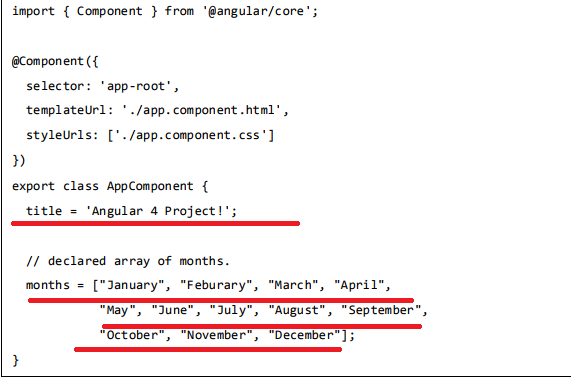 import { Component } from '@angular/core';
@Component({
selector: 'app-root',
templateUrl: './app.component.html',
styleUrls: ['./app.component.css']
})
export class AppComponent {
title = 'Angular 4 Project!';
// declared array of months.
months = ["January", "Feburary", "March", "April",
"May", "June", "July", "August", "September",
"October", "November", "December"];
}